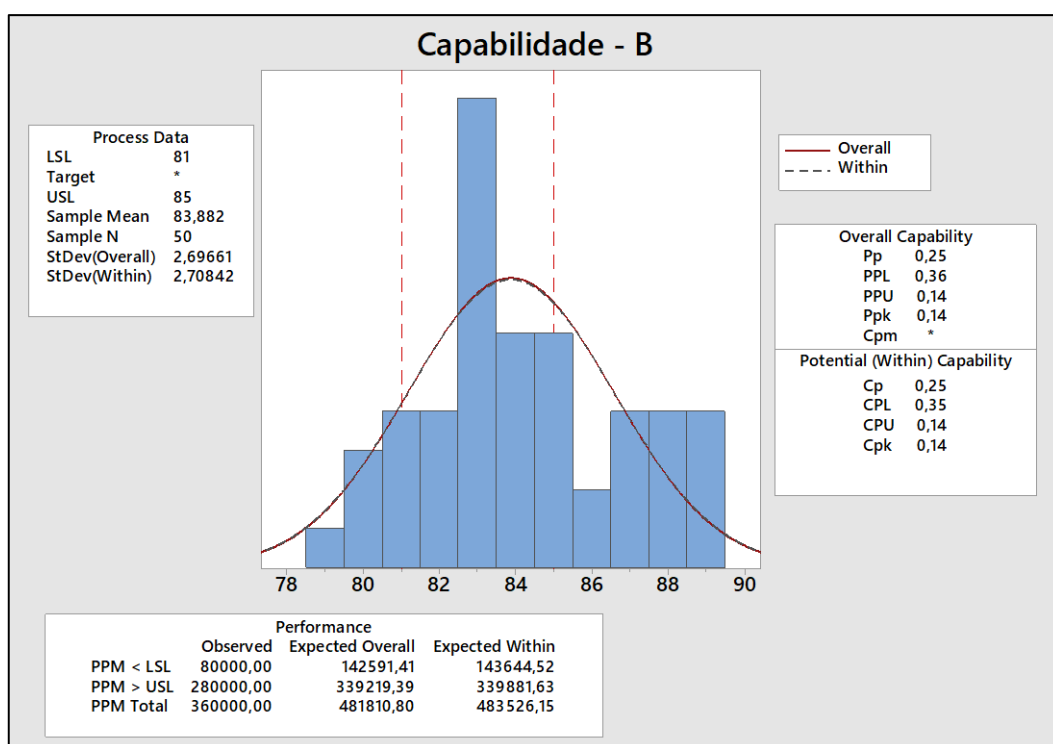 Capabilidade - B
Process Data
LSL 81
Target *
USL 85
Sample Mean 83,882
Sample N 50
StDev(Overall) 2,69661
StDev(Within) 2,70842
Overall
Within
Overall Capability
Pp 0,25
PPL 0,36
PPU 0,14
Ppk 0,14
Cpm *
Potential (Within) Capability
Cp 0,25
CPL 0,35
CPU 0,14
Cpk 0,14
78 80 82 84 86 88 90
Performance
Observed Expected Overall Expected Within
PPM < LSL 80000,00 142591,41 143644,52
PPM > USL 280000,00 339219,39 339881,63
PPM Total 360000,00 481810,80 483526,15